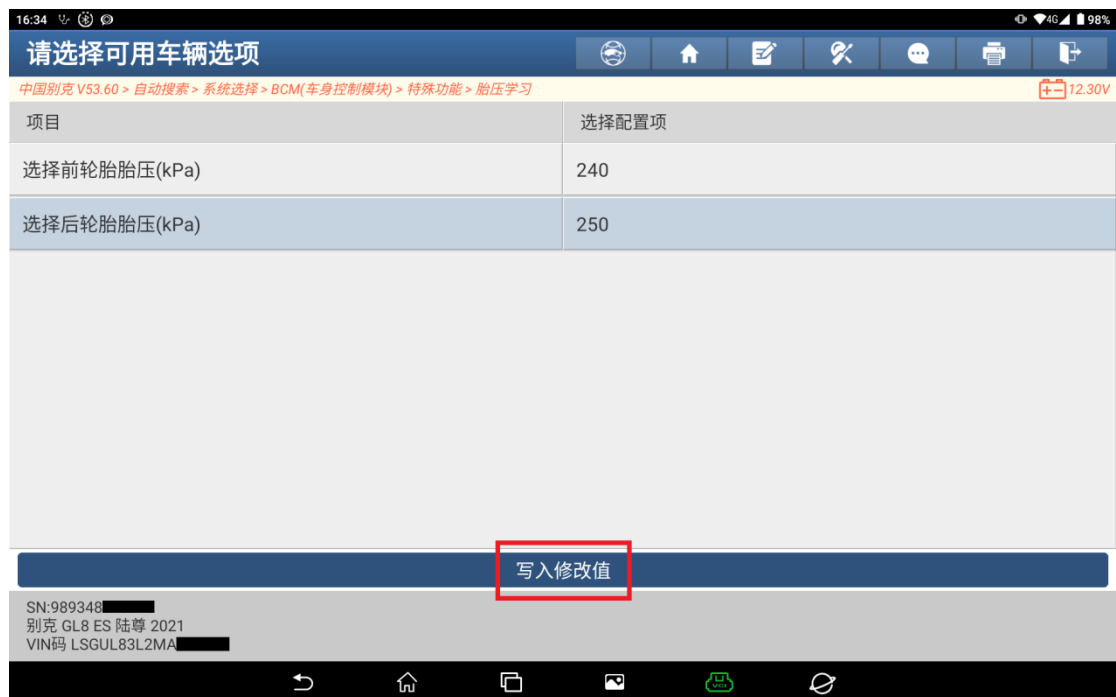 16:34 4G 98%
请选择可用车辆选项
中国别克 V53.60 > 自动搜索 > 系统选择 > BCM(车身控制模块) > 特殊功能 > 胎压学习 12.30V
项目 选择配置项
选择前轮胎胎压(kPa) 240
选择后轮胎胎压(kPa) 250
写入修改值
SN:989348
别克 GL8 ES 陆尊 2021
VIN码 LSGUL83L2MA
VCI